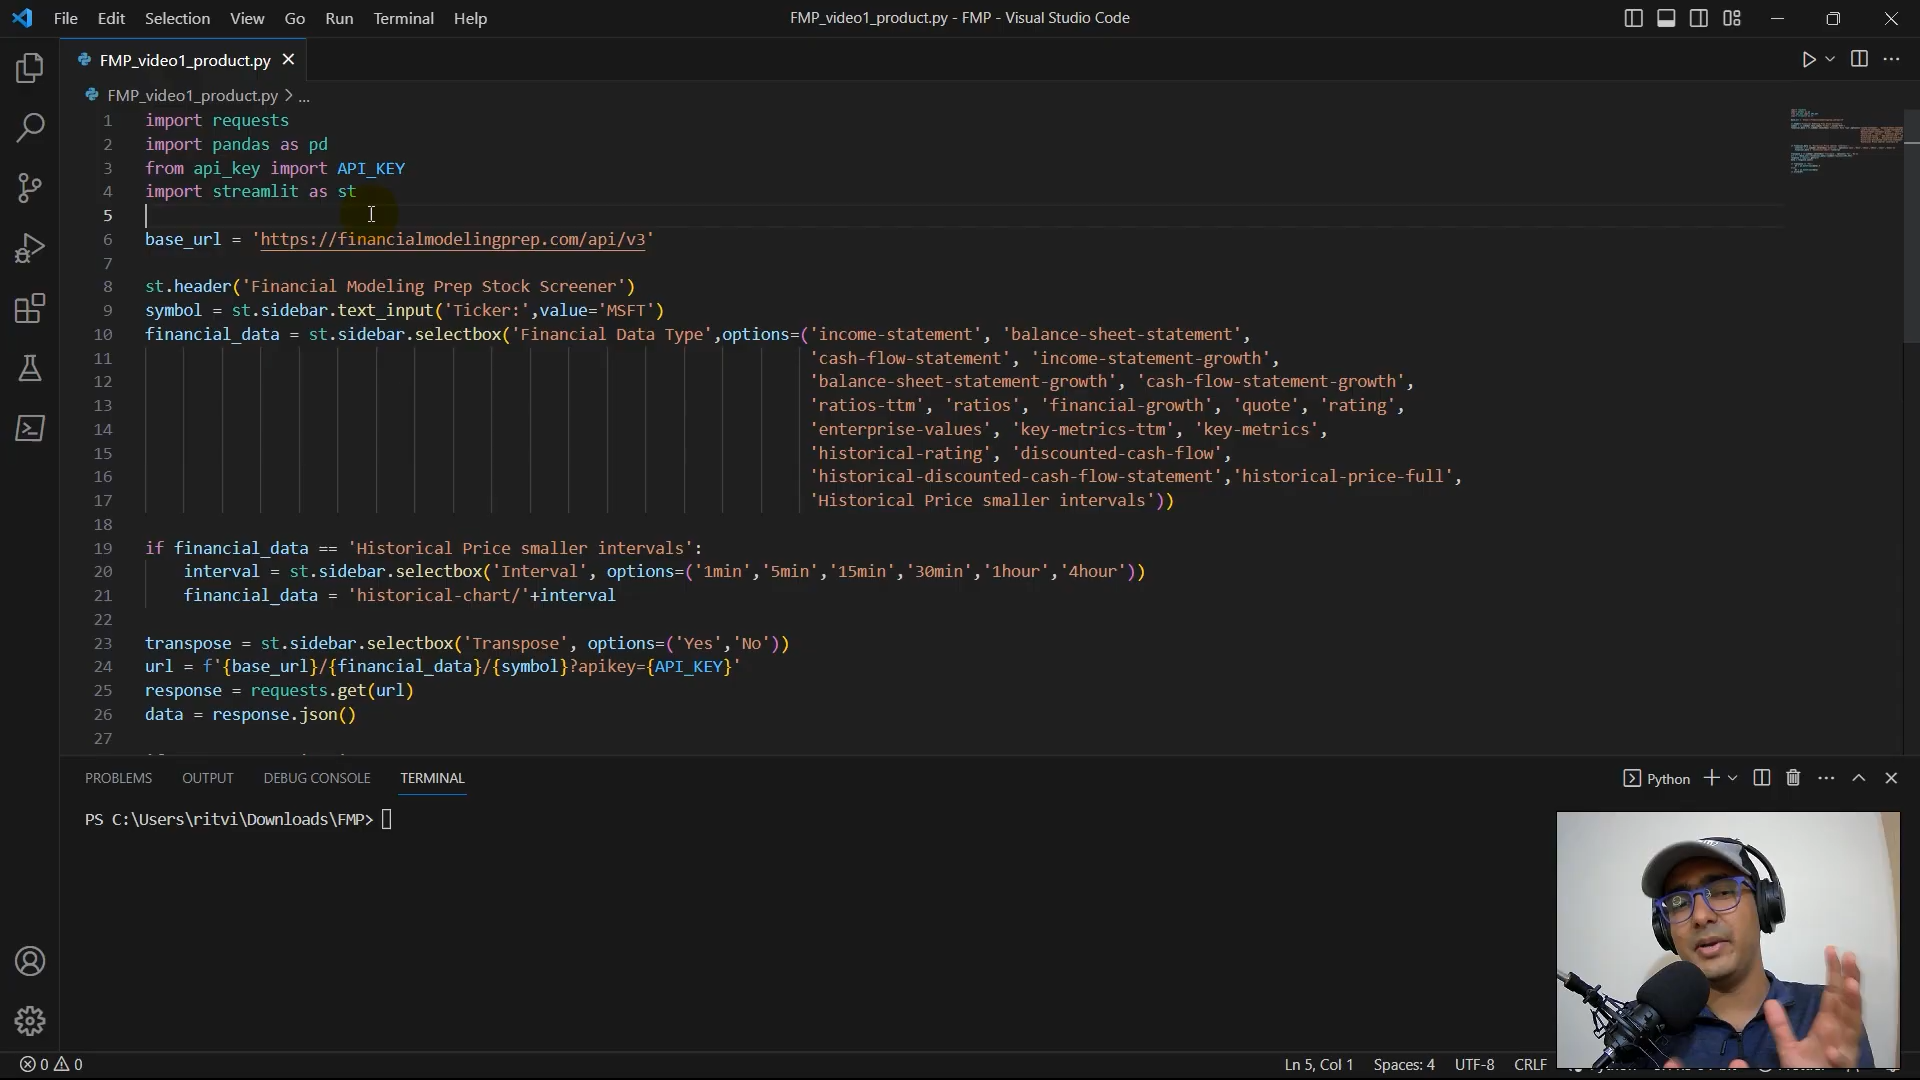 File Edit Selection View Go Run Terminal Help
FMP_video1_product.py - FMP - Visual Studio Code
FMP_video1_product.py
FMP_video1_product.py > ...
1 import requests
2 import pandas as pd
3 from api_key import API_KEY
4 import streamlit as st
5
6 base_url = 'https://financialmodelingprep.com/api/v3'
7
8 st.header('Financial Modeling Prep Stock Screener')
9 symbol = st.sidebar.text_input('Ticker:',value='MSFT')
10 financial_data = st.sidebar.selectbox('Financial Data Type',options=('income-statement', 'balance-sheet-statement',
11 'cash-flow-statement', 'income-statement-growth',
12 'balance-sheet-statement-growth', 'cash-flow-statement-growth',
13 'ratios-ttm', 'ratios', 'financial-growth', 'quote', 'rating',
14 'enterprise-values', 'key-metrics-ttm', 'key-metrics',
15 'historical-rating', 'discounted-cash-flow',
16 'historical-discounted-cash-flow-statement','historical-price-full',
17 'Historical Price smaller intervals'))
18
19 if financial_data == 'Historical Price smaller intervals':
20 interval = st.sidebar.selectbox('Interval', options=('1min','5min','15min','30min','1hour','4hour'))
21 financial_data = 'historical-chart/'+interval
22
23 transpose = st.sidebar.selectbox('Transpose', options=('Yes','No'))
24 url = f'{base_url}/{financial_data}/{symbol}?apikey={API_KEY}'
25 response = requests.get(url)
26 data = response.json()
27
PROBLEMS OUTPUT DEBUG CONSOLE TERMINAL
Python
PS C:\Users\ritvi\Downloads\FMP>
0 0
Ln 5, Col 1 Spaces: 4 UTF-8 CRLF